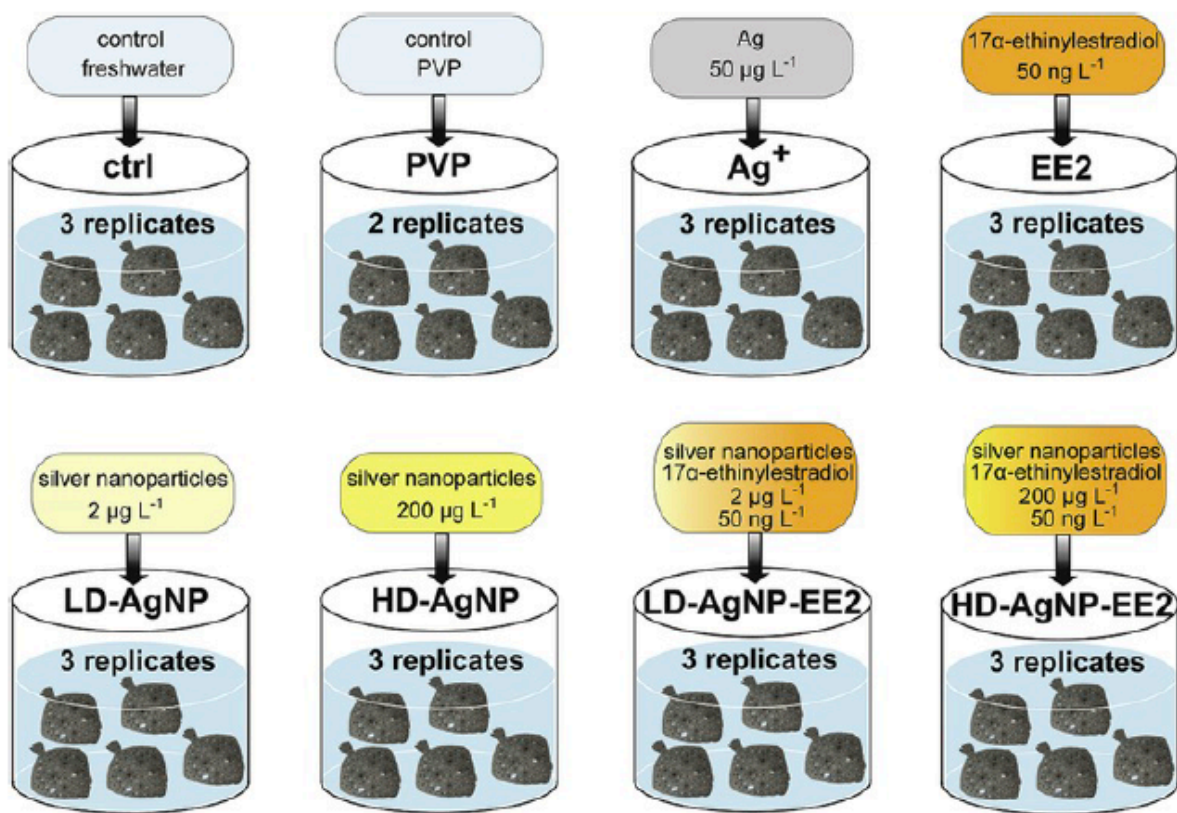 control
freshwater
ctrl
3 replicates
control
PVP
PVP
2 replicates
Ag
50 µg L⁻¹
Ag⁺
3 replicates
17α-ethinylestradiol
50 ng L⁻¹
EE2
3 replicates
silver nanoparticles
2 µg L⁻¹
LD-AgNP
3 replicates
silver nanoparticles
200 µg L⁻¹
HD-AgNP
3 replicates
silver nanoparticles
17α-ethinylestradiol
2 µg L⁻¹
50 ng L⁻¹
LD-AgNP-EE2
3 replicates
silver nanoparticles
17α-ethinylestradiol
200 µg L⁻¹
50 ng L⁻¹
HD-AgNP-EE2
3 replicates